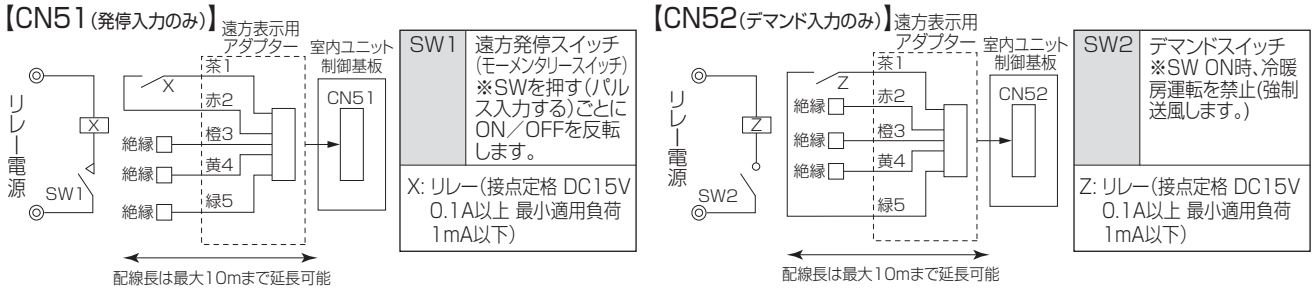 【CN51(発停入力のみ)】
遠方表示用
アダプター
室内ユニット
制御基板
茶1
X
赤2
CN51
リレー電源
X
絶縁
橙3
絶縁
黄4
SW1
絶縁
緑5
配線長は最大10mまで延長可能
SW1
遠方発停スイッチ
(モーメンタリースイッチ)
※SWを押す(パル
ス入力する)ごとに
ON/OFFを反転
します。
X: リレー(接点定格 DC15V
0.1A以上 最小適用負荷
1mA以下)
【CN52(デマンド入力のみ)】
遠方表示用
アダプター
室内ユニット
制御基板
茶1
Z
絶縁
赤2
CN52
リレー電源
Z
絶縁
橙3
絶縁
黄4
SW2
緑5
配線長は最大10mまで延長可能
SW2
デマンドスイッチ
※SW ON時、冷暖
房運転を禁止(強制
送風します。)
Z: リレー(接点定格 DC15V
0.1A以上 最小適用負荷
1mA以下)